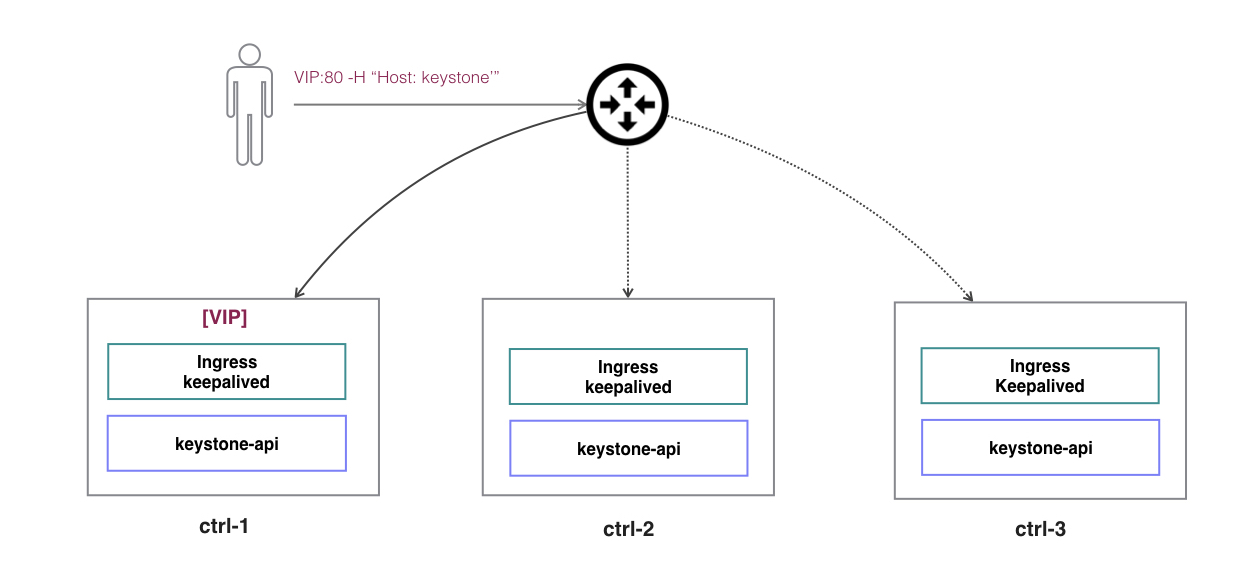 VIP:80 -H “Host: keystone’”
[VIP]
Ingress
keepalived
keystone-api
ctrl-1
Ingress
keepalived
keystone-api
ctrl-2
Ingress
Keepalived
keystone-api
ctrl-3